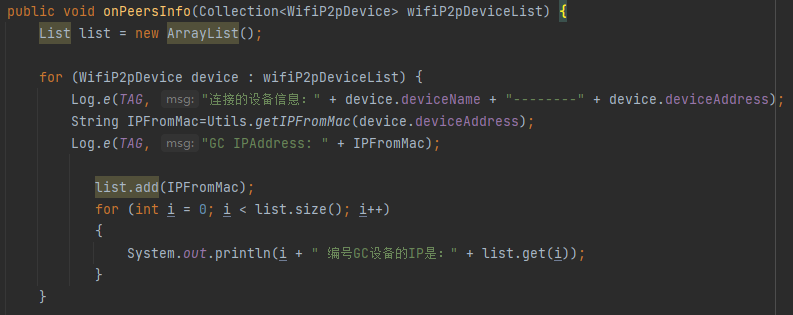 public void onPeersInfo(Collection<WifiP2pDevice> wifiP2pDeviceList) {
List list = new ArrayList();
for (WifiP2pDevice device : wifiP2pDeviceList) {
Log.e(TAG, msg: "连接的设备信息：" + device.deviceName + "--------" + device.deviceAddress);
String IPFromMac=Utils.getIPFromMac(device.deviceAddress);
Log.e(TAG, msg: "GC IPAddress: " + IPFromMac);
list.add(IPFromMac);
for (int i = 0; i < list.size(); i++)
{
System.out.println(i + " 编号GC设备的IP是：" + list.get(i));
}
}